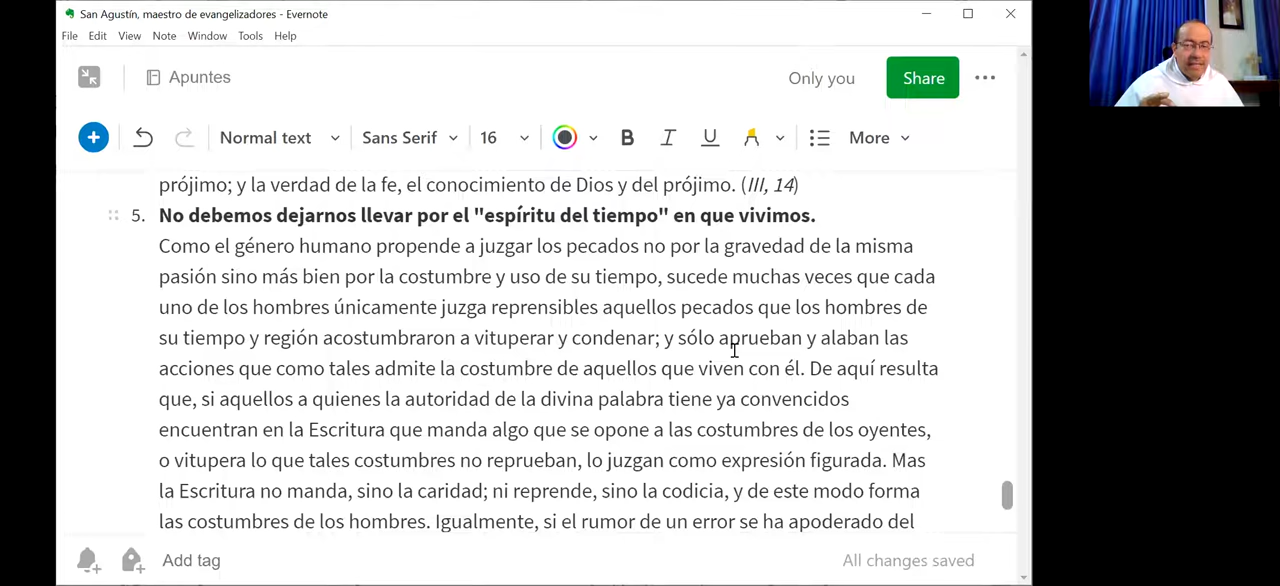 San Agustín, maestro de evangelizadores - Evernote
File Edit View Note Window Tools Help
Apuntes
Only you
Share
Normal text
Sans Serif
16
B I U
More
prójimo; y la verdad de la fe, el conocimiento de Dios y del prójimo. (III, 14)
5. No debemos dejarnos llevar por el "espíritu del tiempo" en que vivimos.
Como el género humano propende a juzgar los pecados no por la gravedad de la misma
pasión sino más bien por la costumbre y uso de su tiempo, sucede muchas veces que cada
uno de los hombres únicamente juzga reprensibles aquellos pecados que los hombres de
su tiempo y región acostumbraron a vituperar y condenar; y sólo aprueban y alaban las
acciones que como tales admite la costumbre de aquellos que viven con él. De aquí resulta
que, si aquellos a quienes la autoridad de la divina palabra tiene ya convencidos
encuentran en la Escritura que manda algo que se opone a las costumbres de los oyentes,
o vitupera lo que tales costumbres no reprueban, lo juzgan como expresión figurada. Mas
la Escritura no manda, sino la caridad; ni reprende, sino la codicia, y de este modo forma
las costumbres de los hombres. Igualmente, si el rumor de un error se ha apoderado del
Add tag
All changes saved